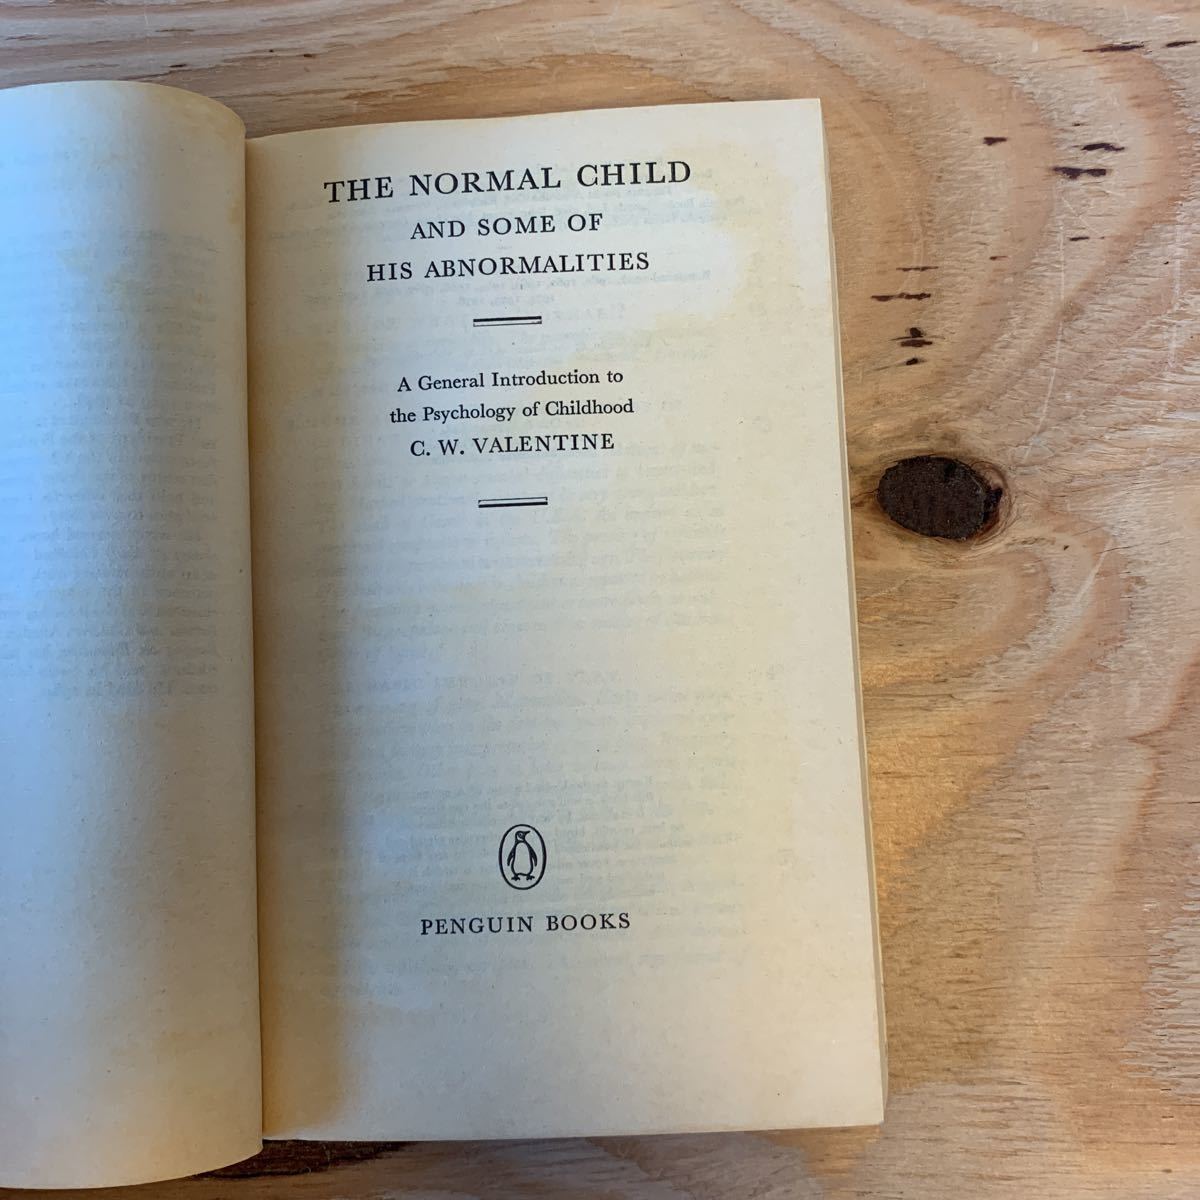 THE NORMAL CHILD
AND SOME OF
HIS ABNORMALITIES
A General Introduction to
the Psychology of Childhood
C. W. VALENTINE
PENGUIN BOOKS